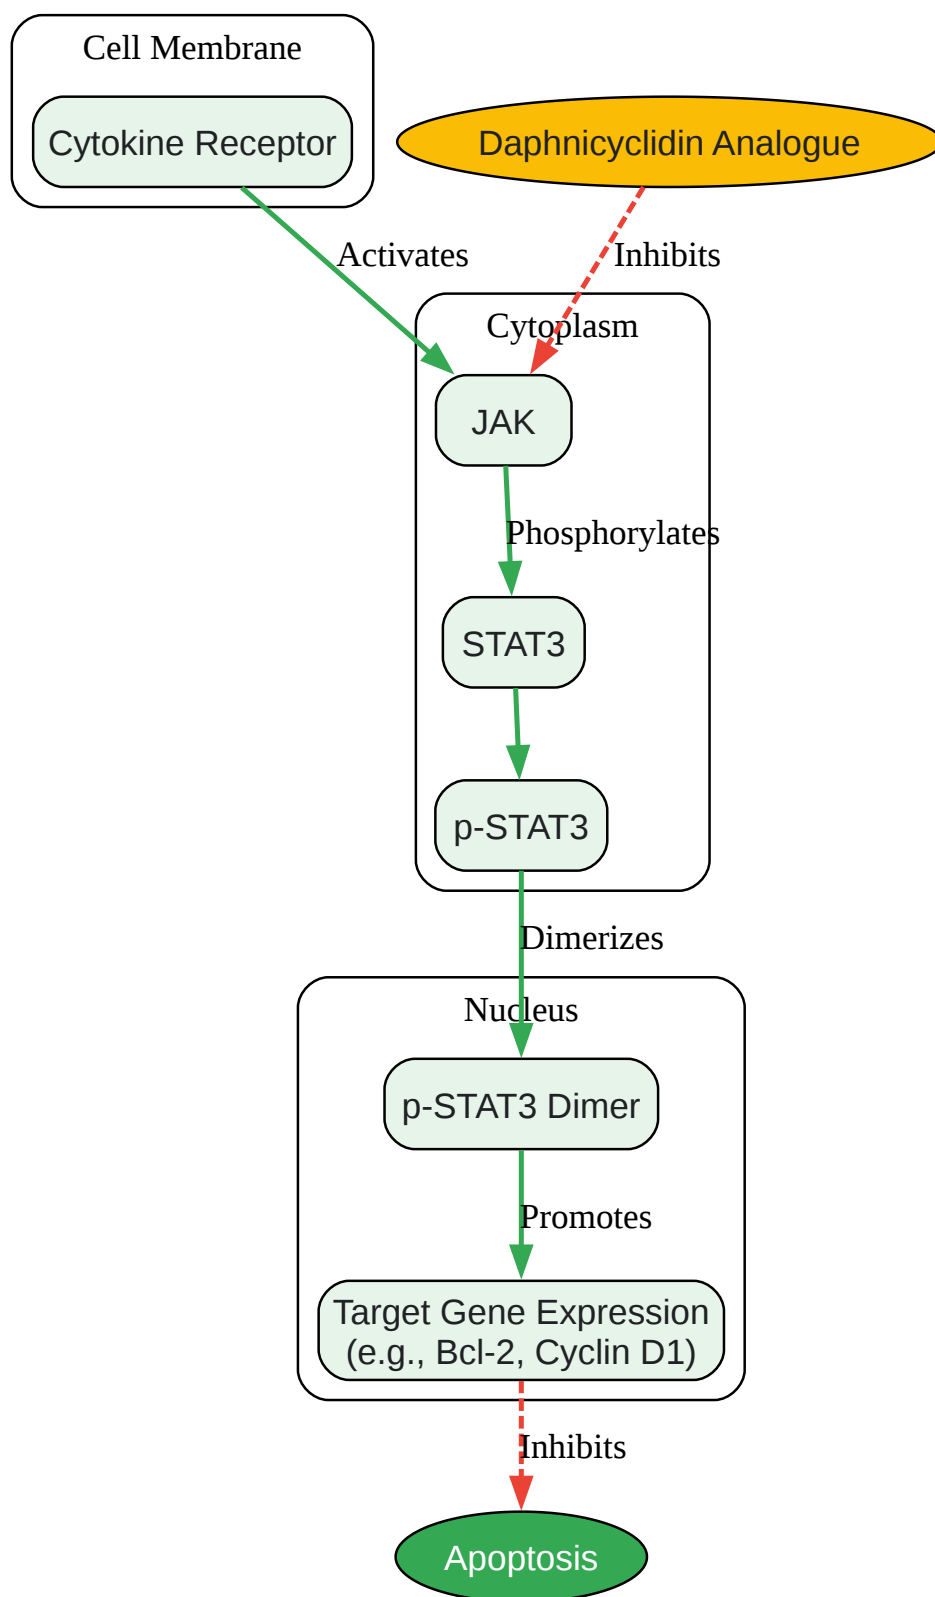 Cell Membrane
Cytokine Receptor
Daphnicyclidin Analogue
Activates
Inhibits
Cytoplasm
JAK
Phosphorylates
STAT3
p-STAT3
Dimerizes
Nucleus
p-STAT3 Dimer
Promotes
Target Gene Expression
(e.g., Bcl-2, Cyclin D1)
Inhibits
Apoptosis